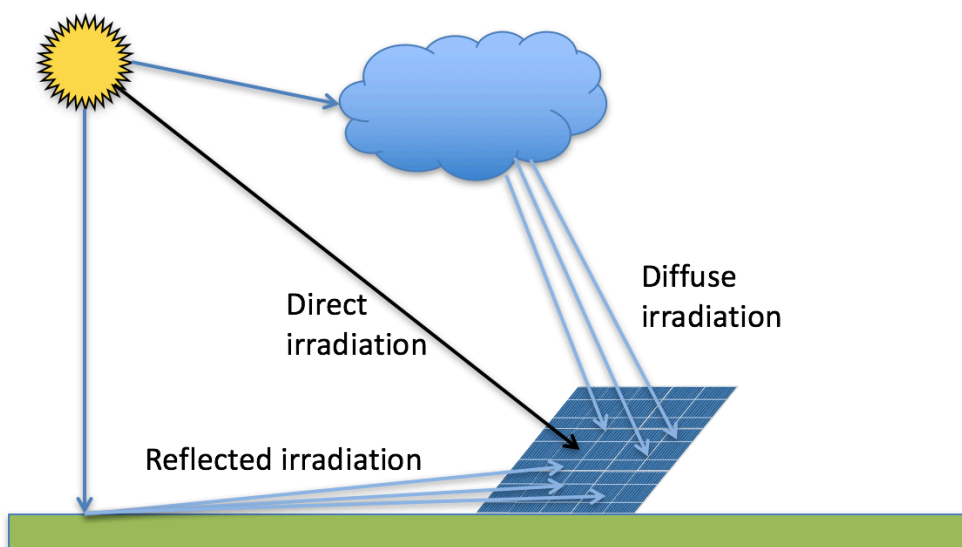 Direct
irradiation
Diffuse
irradiation
Reflected irradiation